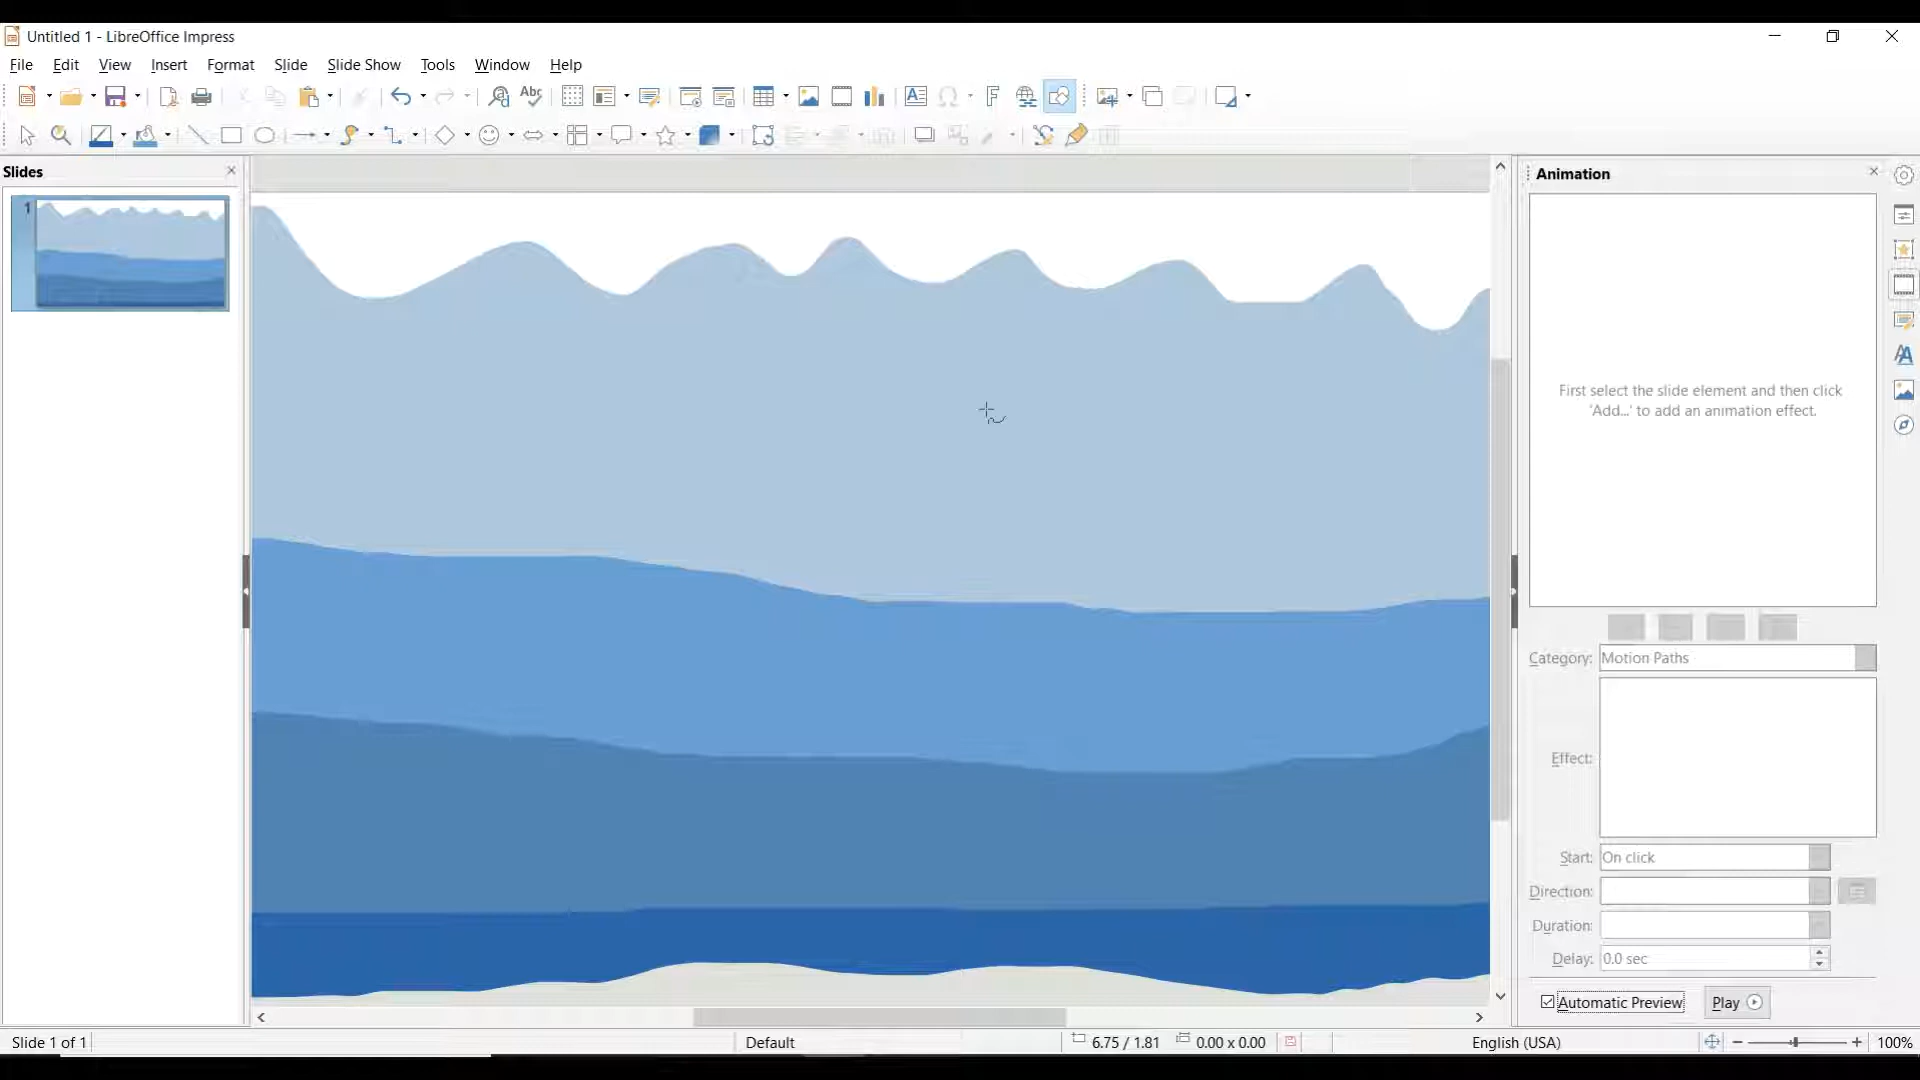 Untitled 1 - LibreOffice Impress
File Edit View Insert Format Slide Slide Show Tools Window Help
Slides
1
Animation
First select the slide element and then click
'Add...' to add an animation effect.
Category: Motion Paths
Effect:
Start: On click
Direction:
Duration:
Delay: 0.0 sec
Automatic Preview Play
Slide 1 of 1 Default 6.75 / 1.81 0.00 x 0.00 English (USA) 100%